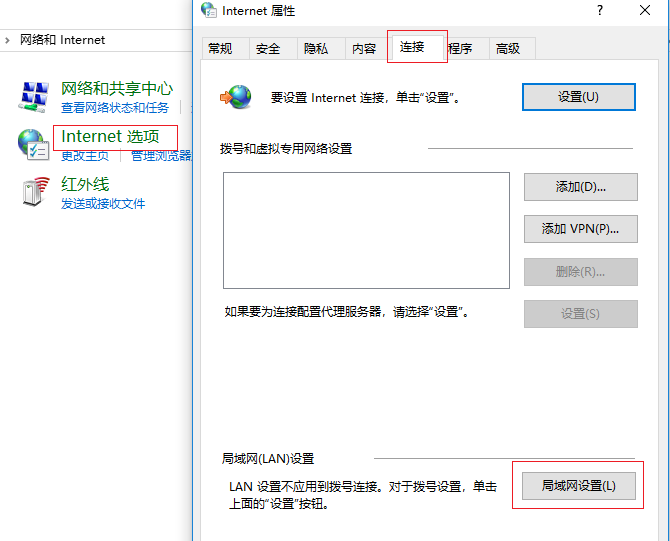 Internet 属性
网络和 Internet
常规
安全
隐私
内容
连接
程序
高级
网络和共享中心
查看网络状态和任务
Internet 选项
更改主页
管理浏览器
红外线
发送或接收文件
要设置 Internet 连接，单击“设置”。
设置(U)
拨号和虚拟专用网络设置
添加(D)...
添加 VPN(P)...
删除(R)...
如果要为连接配置代理服务器，请选择“设置”。
设置(S)
局域网(LAN)设置
LAN 设置不应用到拨号连接。对于拨号设置，单击
上面的“设置”按钮。
局域网设置(L)